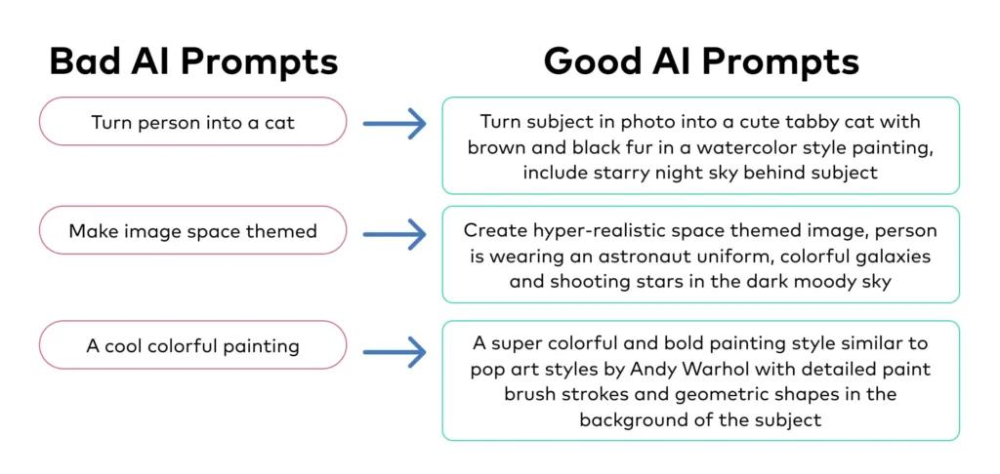 Bad AI Prompts
Good AI Prompts
Turn person into a cat
Turn subject in photo into a cute tabby cat with
brown and black fur in a watercolor style painting,
include starry night sky behind subject
Make image space themed
Create hyper-realistic space themed image, person
is wearing an astronaut uniform, colorful galaxies
and shooting stars in the dark moody sky
A cool colorful painting
A super colorful and bold painting style similar to
pop art styles by Andy Warhol with detailed paint
brush strokes and geometric shapes in the
background of the subject